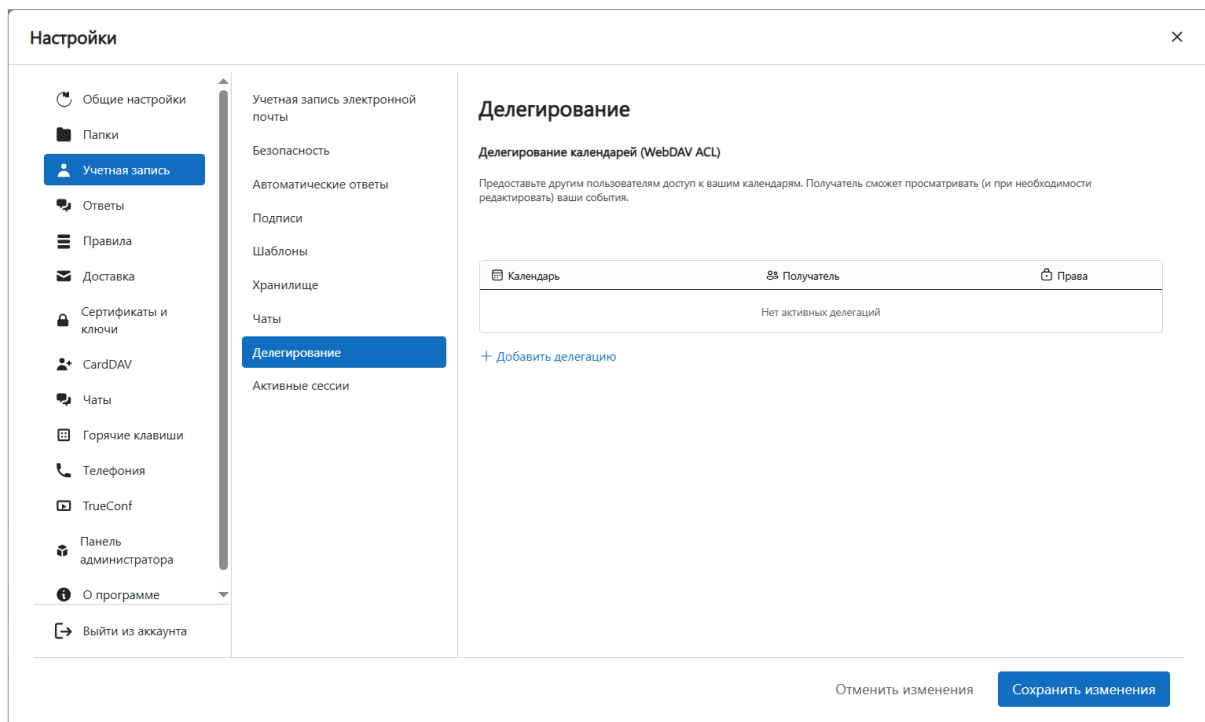 Настройки
Общие настройки
Папки
Учетная запись
Ответы
Правила
Доставка
Сертификаты и
ключи
CardDAV
Чаты
Горячие клавиши
Телефония
TrueConf
Панель
администратора
О программе
Выйти из аккаунта
Учетная запись электронной
почты
Безопасность
Автоматические ответы
Подписи
Шаблоны
Хранилище
Чаты
Делегирование
Активные сессии
Делегирование
Делегирование календарей (WebDAV ACL)
Предоставьте другим пользователям доступ к вашим календарям. Получатель сможет просматривать (и при необходимости
редактировать) ваши события.
Календарь Получатель Права
Нет активных делегаций
+ Добавить делегацию
Отменить изменения Сохранить изменения